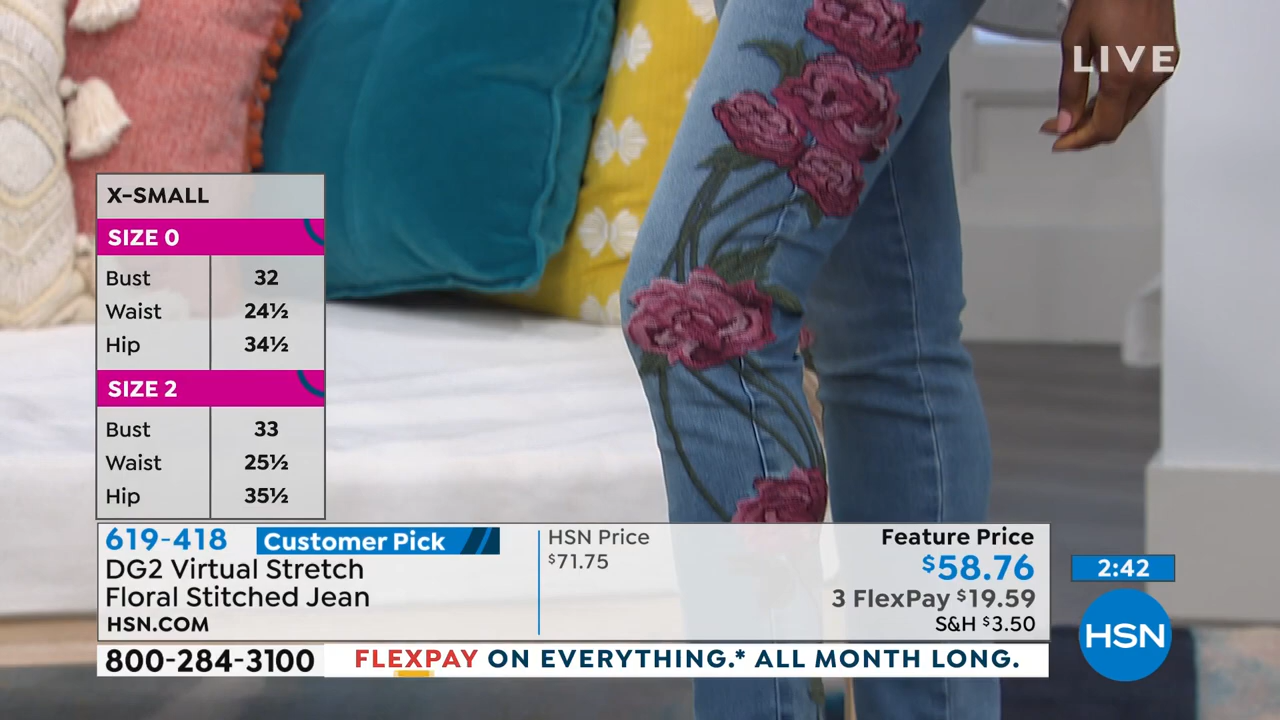 LIVE
X-SMALL
SIZE 0
Bust 32
Waist 24½
Hip 34½
SIZE 2
Bust 33
Waist 25½
Hip 35½
619-418 Customer Pick
DG2 Virtual Stretch
Floral Stitched Jean
HSN.COM
HSN Price
$71.75
Feature Price
$58.76
3 FlexPay $19.59
S&H $3.50
2:42
HSN
800-284-3100 FLEXPAY ON EVERYTHING.* ALL MONTH LONG.